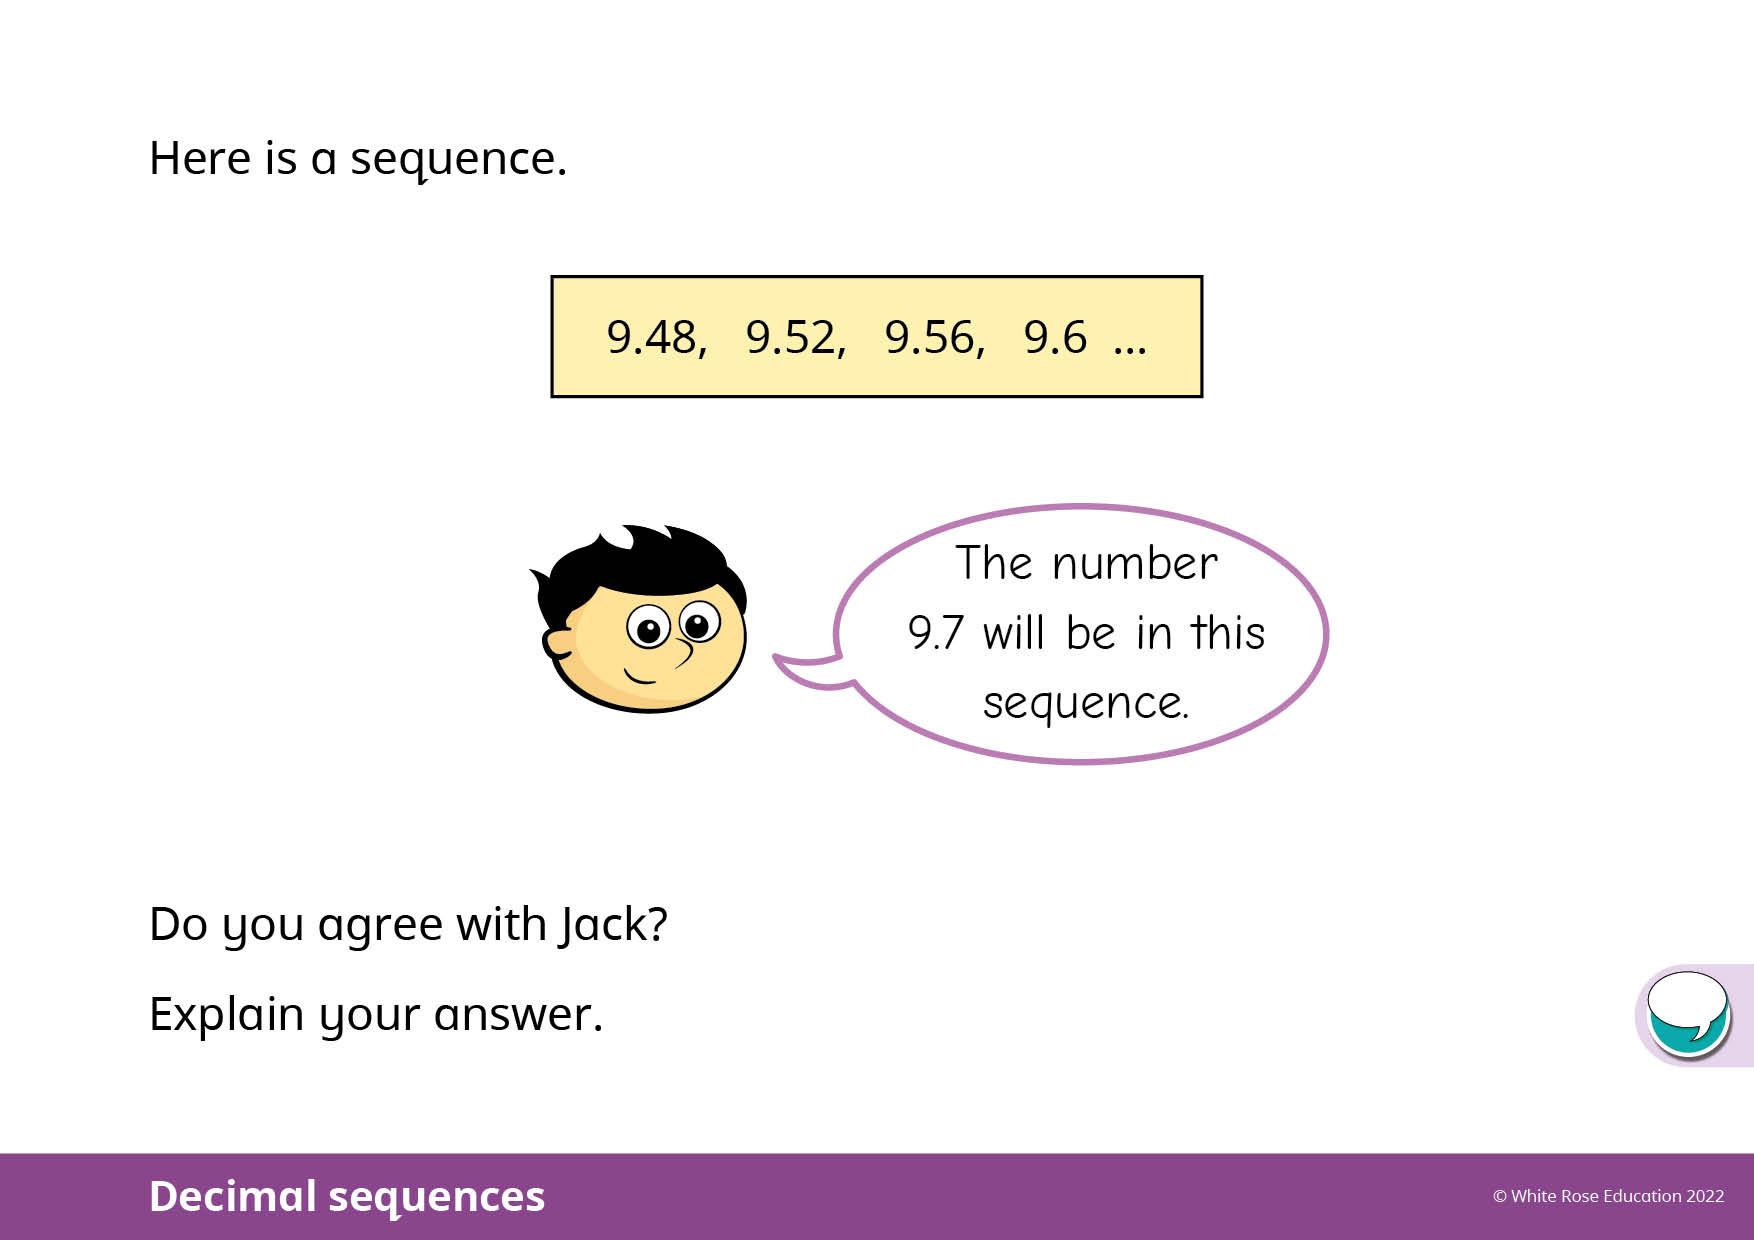 Here is a sequence.
9.48, 9.52, 9.56, 9.6 ...
The number
9.7 will be in this
sequence.
Do you agree with Jack?
Explain your answer.
Decimal sequences
© White Rose Education 2022